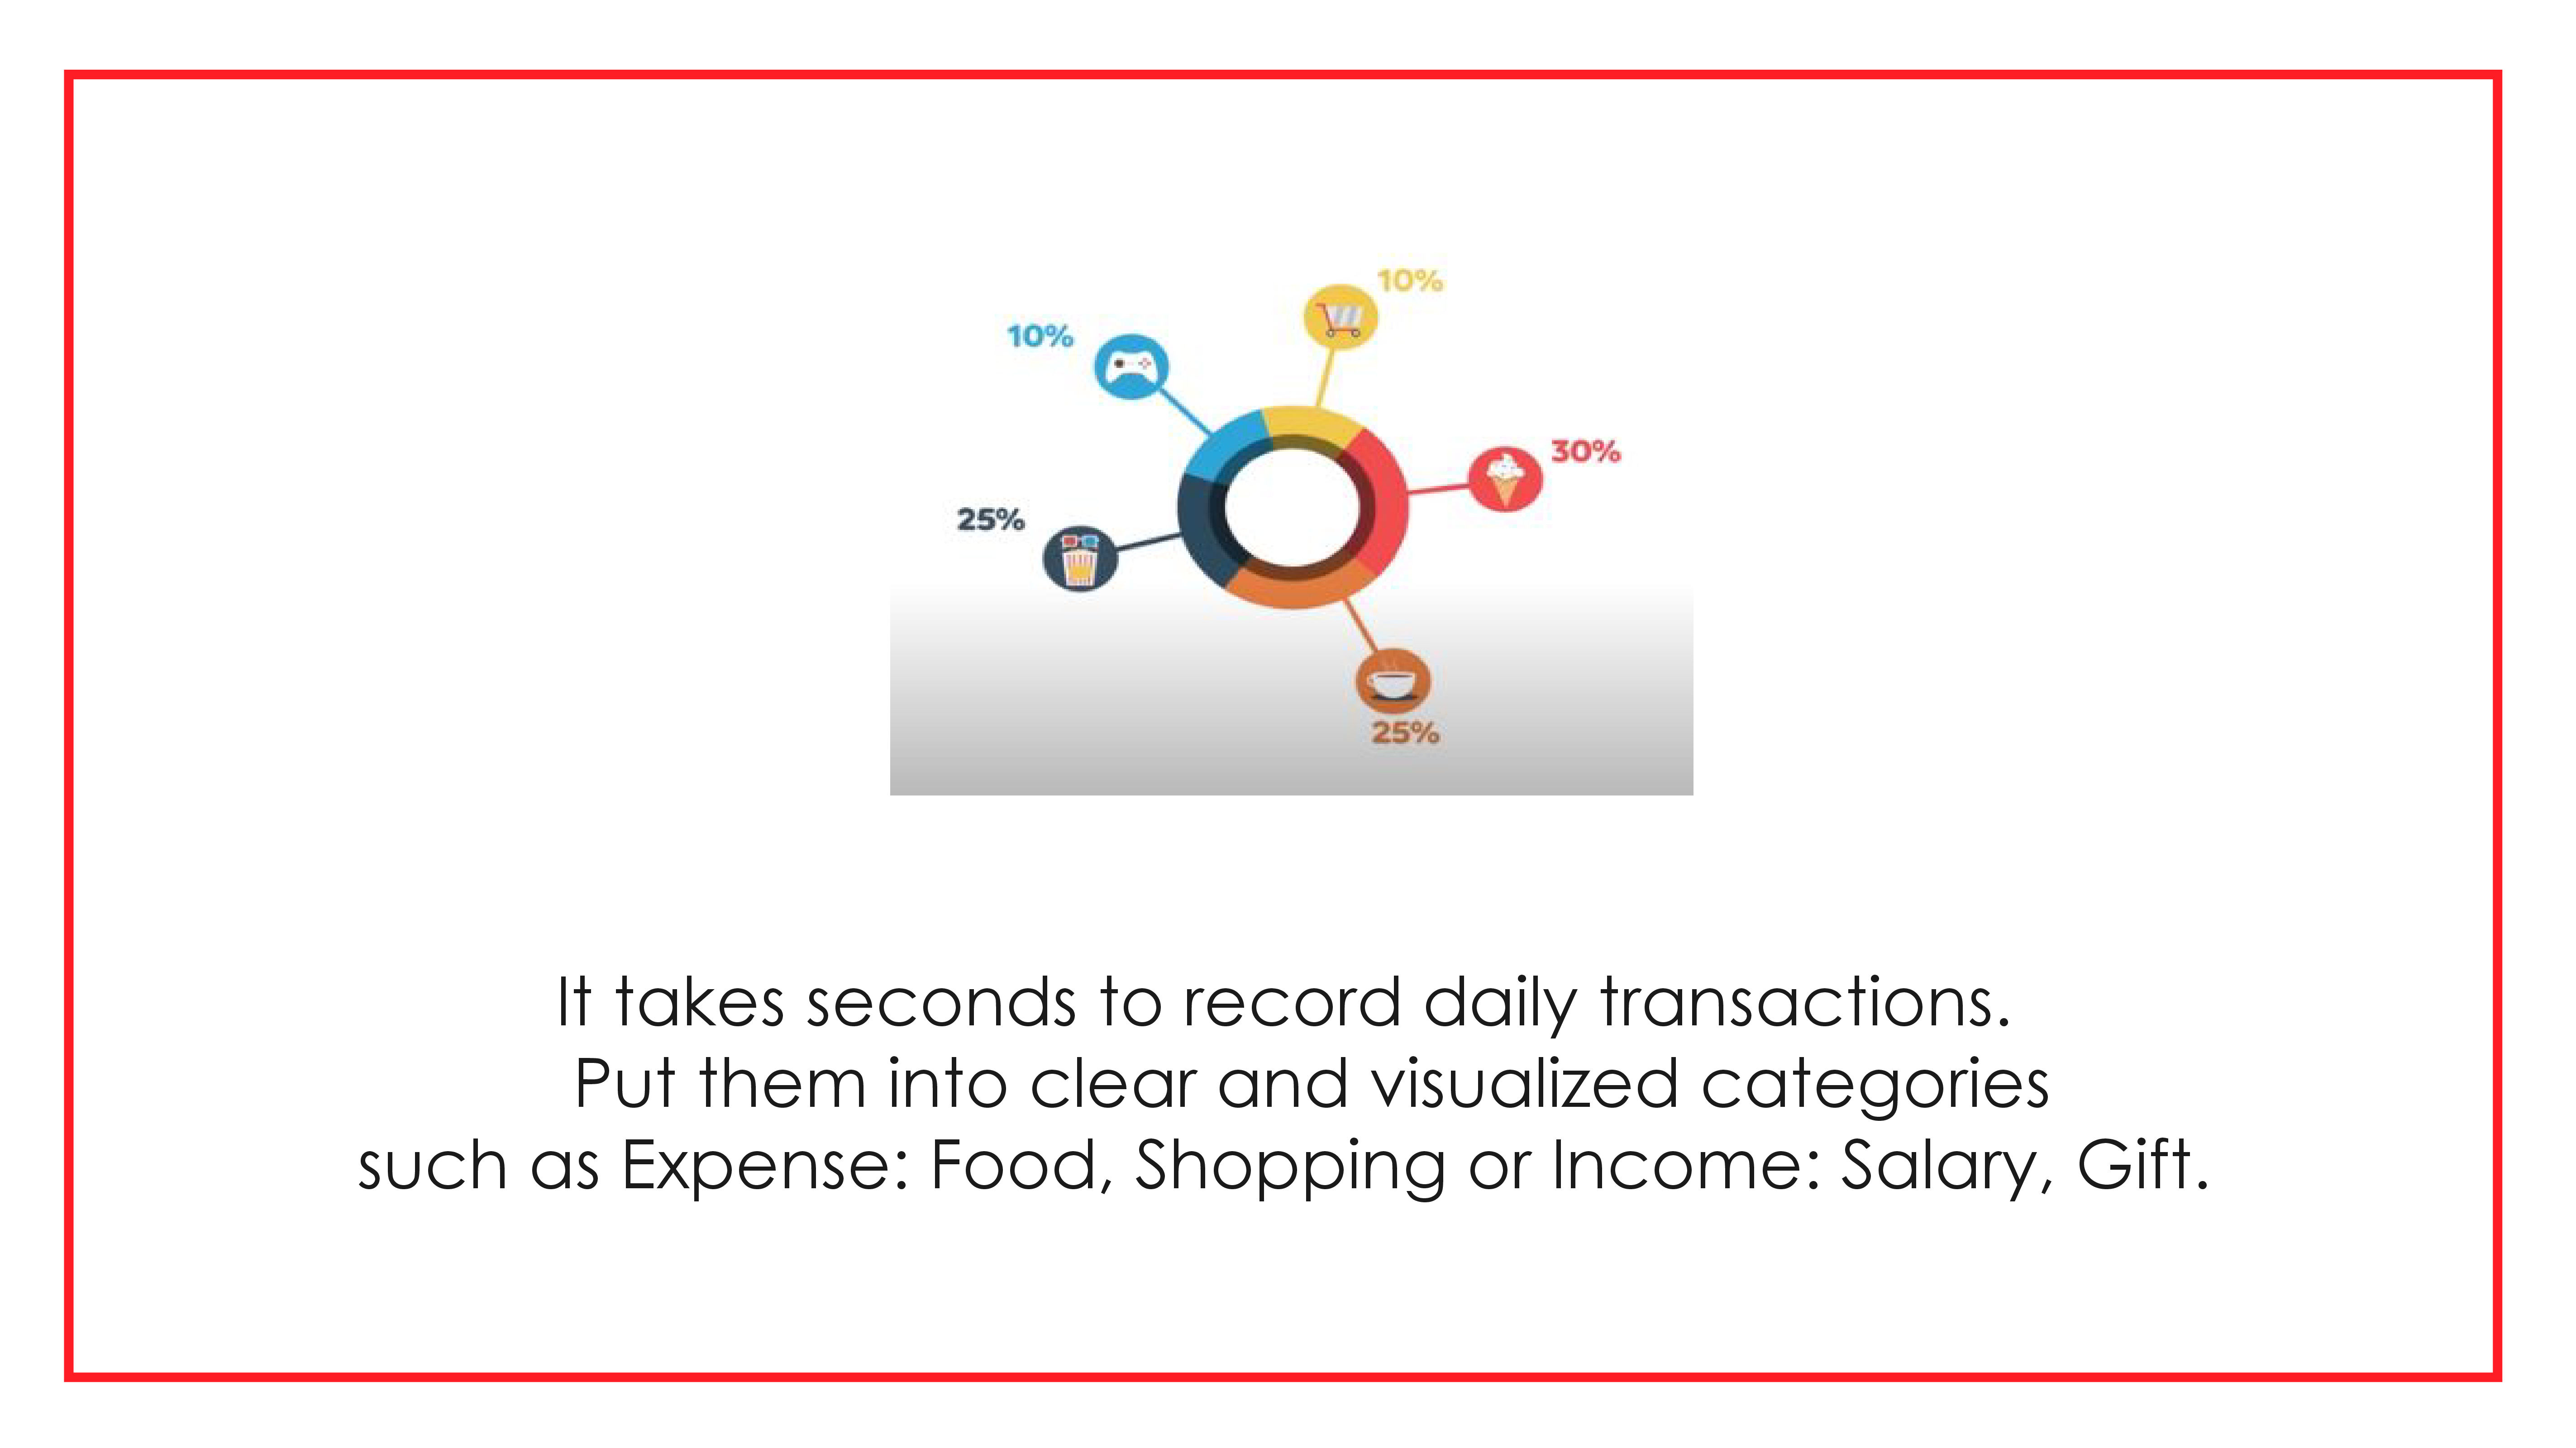 10%
10%
30%
25%
25%
It takes seconds to record daily transactions.
Put them into clear and visualized categories
such as Expense: Food, Shopping or Income: Salary, Gift.